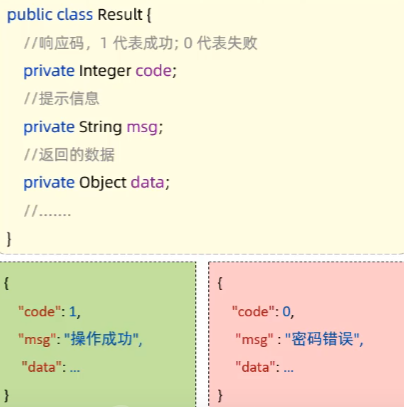 public class Result {
//响应码，1 代表成功; 0 代表失败
private Integer code;
//提示信息
private String msg;
//返回的数据
private Object data;
//.......
}
{
"code": 1,
"msg": "操作成功",
"data": ...
}
{
"code": 0,
"msg" : "密码错误",
"data": ...
}